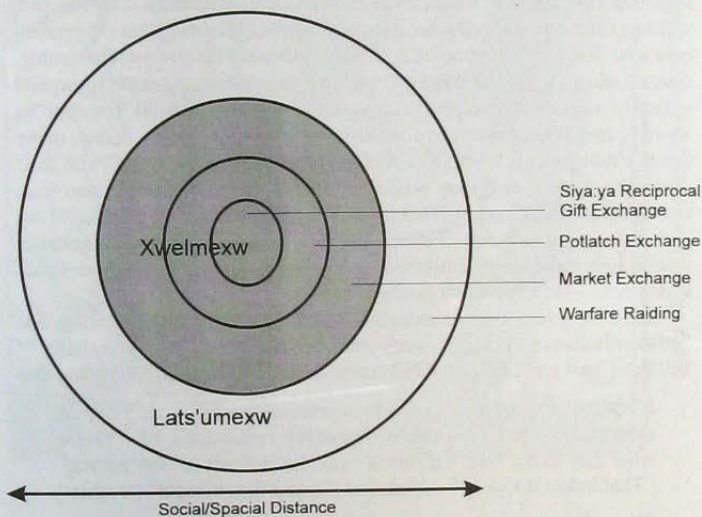 Siya:ya Reciprocal
Gift Exchange
Xwelmexw
Potlatch Exchange
Market Exchange
Warfare Raiding
Lats'umexw
Social/Spacial Distance